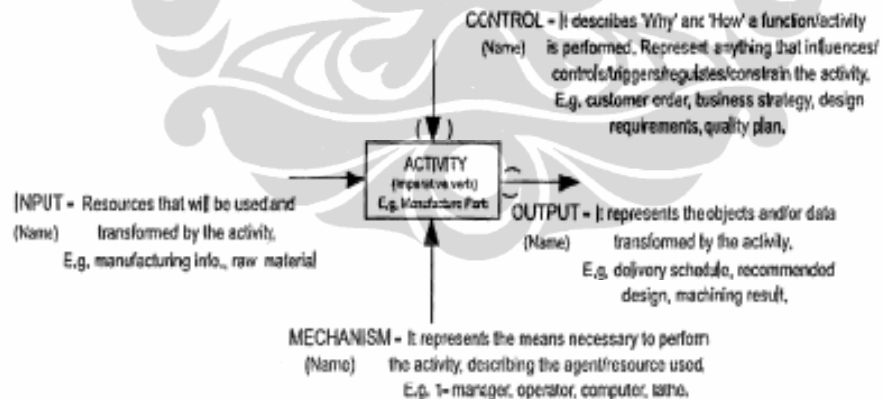 CONTROL - It describes 'Why' and 'How' a function/activity
(Name) is performed. Represent anything that influences/
controls/triggers/regulates/constrain the activity.
E.g. customer order, business strategy, design
requirements, quality plan.
( )
ACTIVITY
(Imperative verb)
E.g. Manufacture Part
INPUT - Resources that will be used and
(Name) transformed by the activity.
E.g. manufacturing info., raw material
OUTPUT - It represents the objects and/or data
(Name) transformed by the activity.
E.g. delivery schedule, recommended
design, machining result.
MECHANISM - It represents the means necessary to perform
(Name) the activity, describing the agent/resource used.
E.g. 1- manager, operator, computer, lathe.